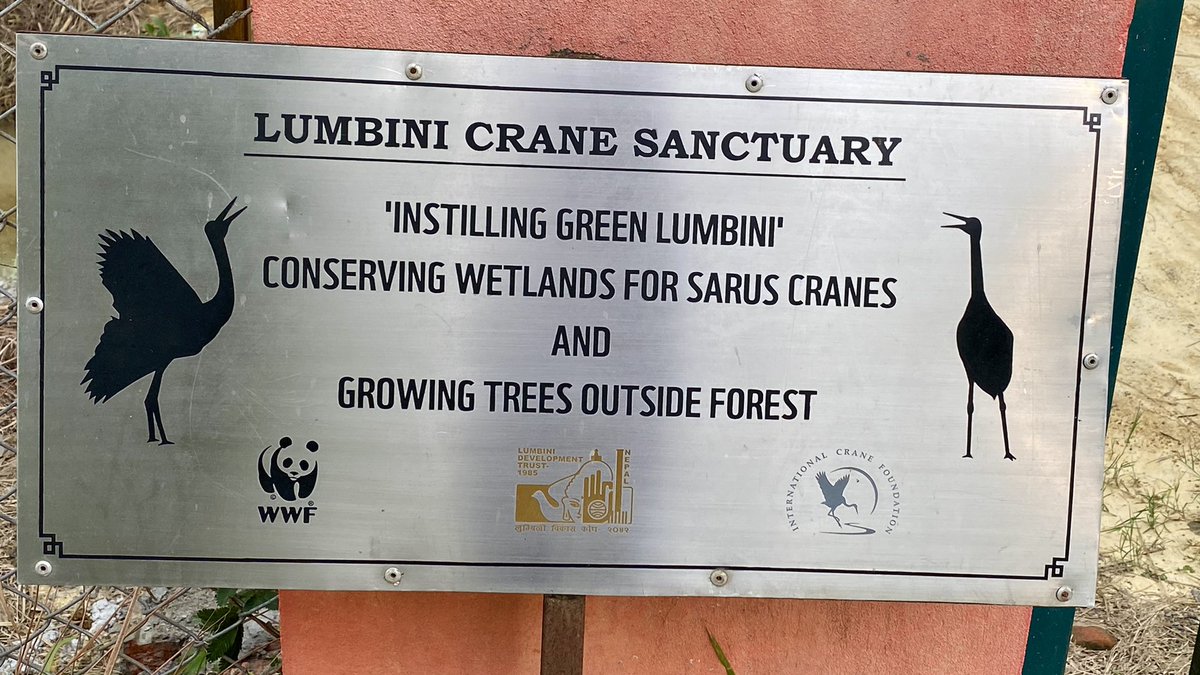 LUMBINI CRANE SANCTUARY
'INSTILLING GREEN LUMBINI'
CONSERVING WETLANDS FOR SARUS CRANES
AND
GROWING TREES OUTSIDE FOREST
WWF
LUMBINI
DEVELOPMENT
TRUST-
1985
NEPAL
लुम्बिनी विकास कोष - २०४२
INTERNATIONAL CRANE FOUNDATION